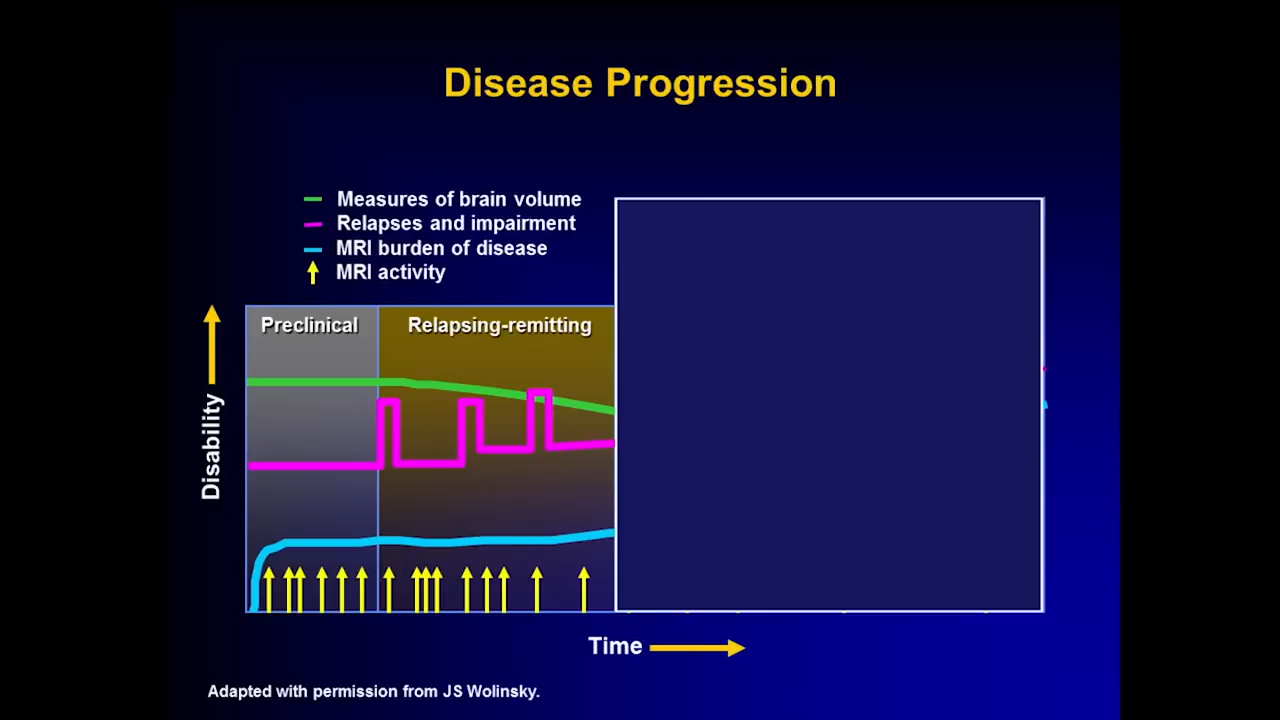 Disease Progression
Measures of brain volume
Relapses and impairment
MRI burden of disease
MRI activity
Preclinical
Relapsing-remitting
Disability
Time
Adapted with permission from JS Wolinsky.